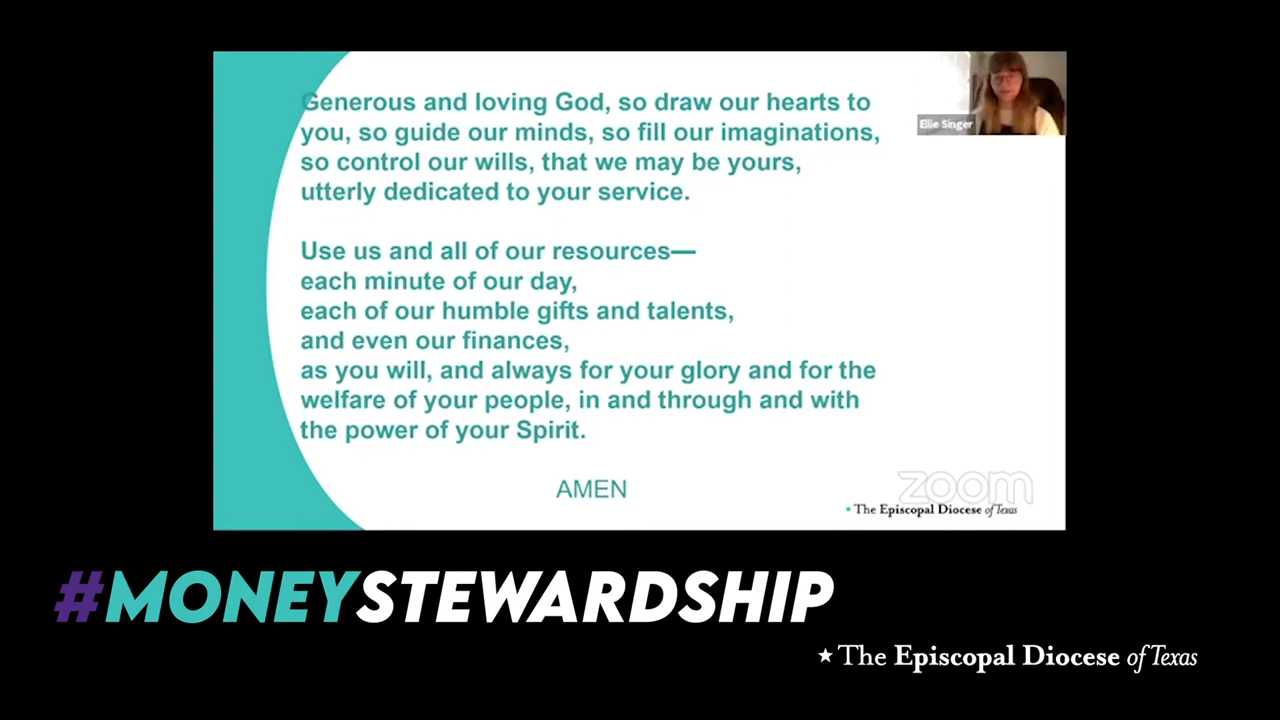 Generous and loving God, so draw our hearts to
you, so guide our minds, so fill our imaginations,
so control our wills, that we may be yours,
utterly dedicated to your service.
Use us and all of our resources—
each minute of our day,
each of our humble gifts and talents,
and even our finances,
as you will, and always for your glory and for the
welfare of your people, in and through and with
the power of your Spirit.
AMEN
Ellie Singer
zoom
The Episcopal Diocese of Texas
#MONEYSTEWARDSHIP
The Episcopal Diocese of Texas